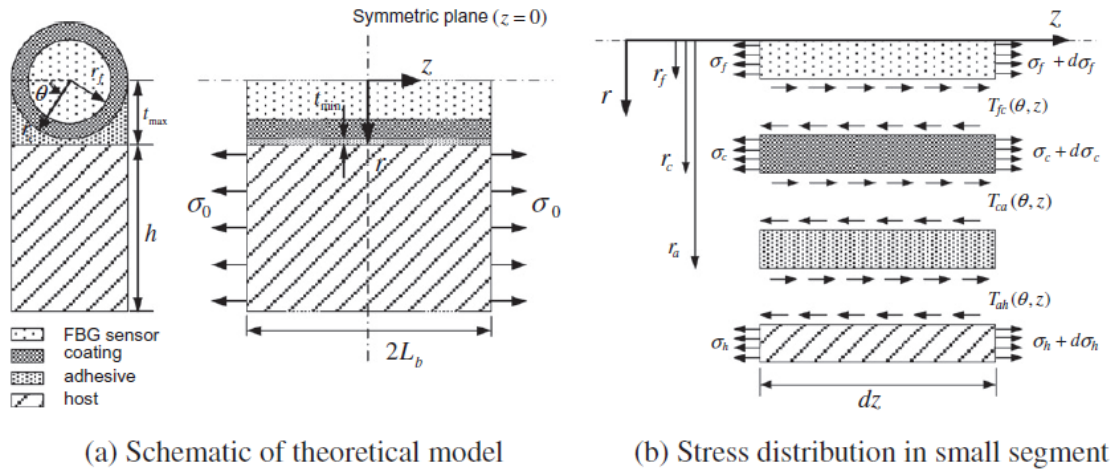 Symmetric plane (z = 0)
z
r_f
θ
r_c
t_max
t_min
r
h
σ_0
σ_0
2L_b
FBG sensor
coating
adhesive
host
(a) Schematic of theoretical model
z
r
r_f
r_c
r_a
σ_f
σ_f + dσ_f
T_fc(θ, z)
σ_c
σ_c + dσ_c
T_ca(θ, z)
T_ah(θ, z)
σ_h
σ_h + dσ_h
dz
(b) Stress distribution in small segment